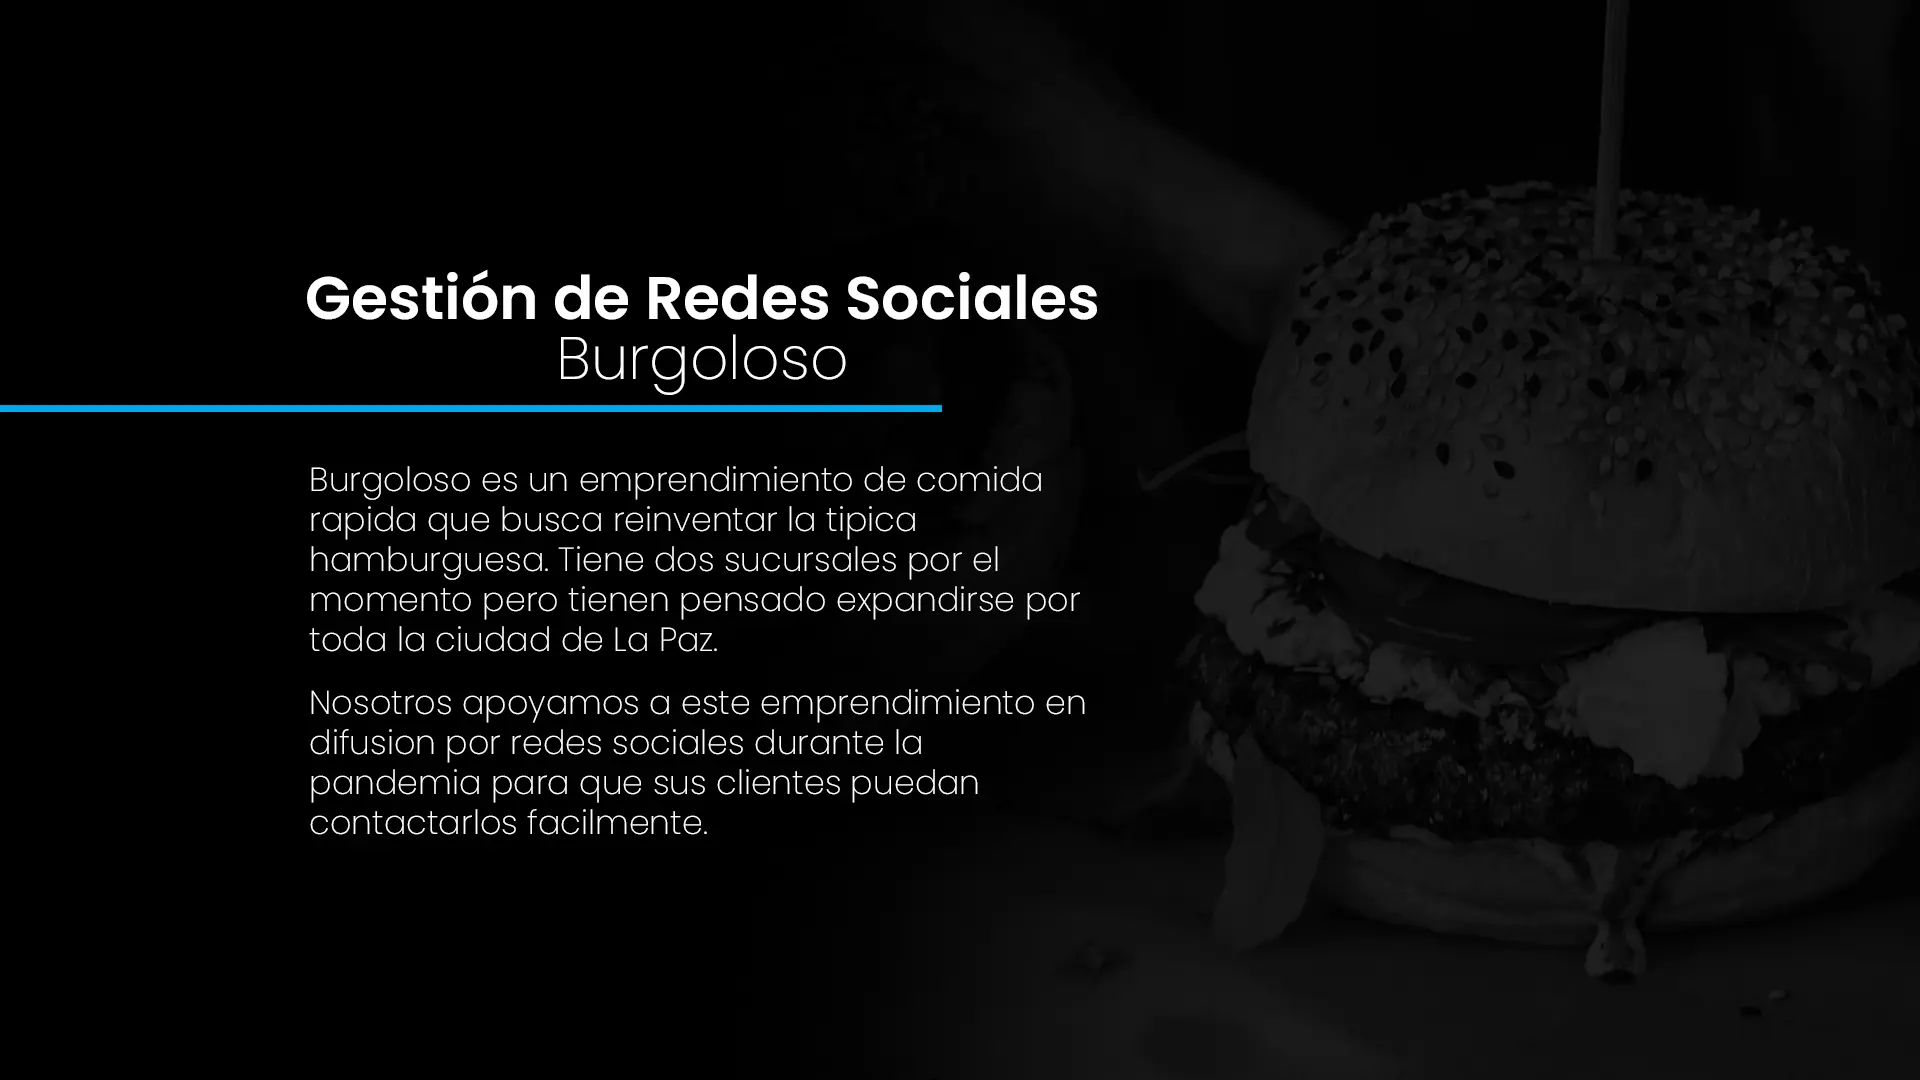 Gestión de Redes Sociales
Burgoloso
Burgoloso es un emprendimiento de comida
rapida que busca reinventar la tipica
hamburguesa. Tiene dos sucursales por el
momento pero tienen pensado expandirse por
toda la ciudad de La Paz.
Nosotros apoyamos a este emprendimiento en
difusion por redes sociales durante la
pandemia para que sus clientes puedan
contactarlos facilmente.